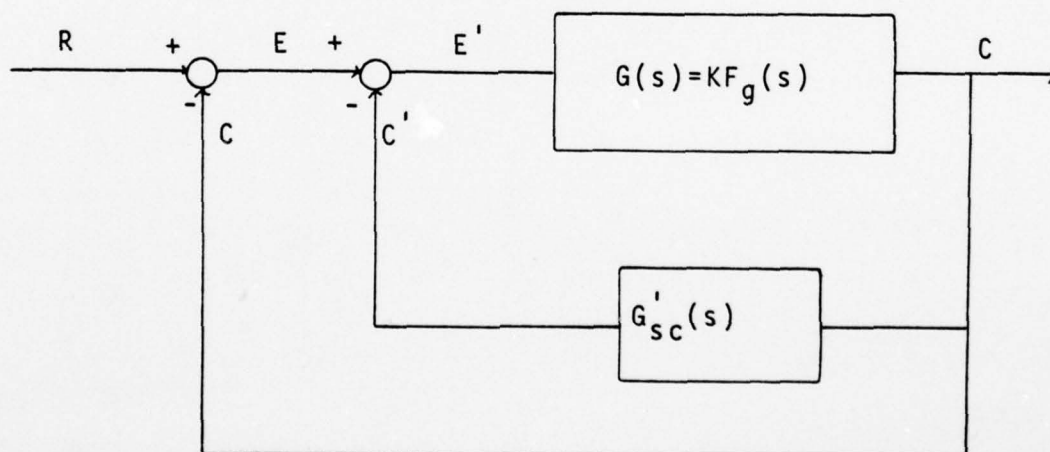 R + E + E' G(s)=KF_g(s) C
- C - C'
G'_sc(s)